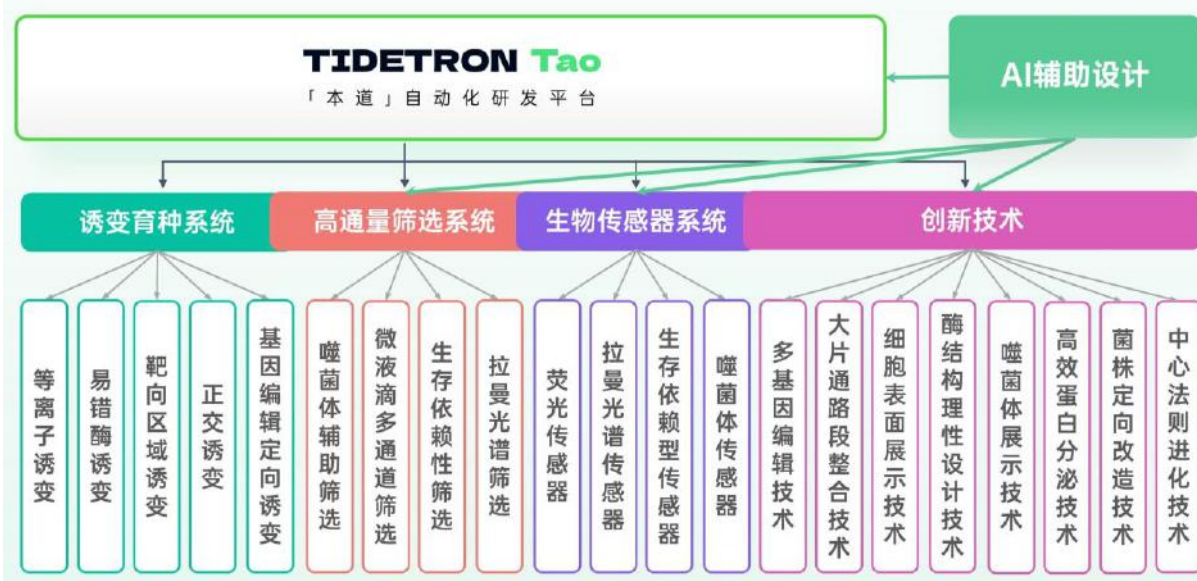 TIDETRON Tao
「本道」自动化研发平台
AI辅助设计
诱变育种系统
高通量筛选系统
生物传感器系统
创新技术
等离子诱变
易错酶诱变
靶向区域诱变
正交诱变
基因编辑定向诱变
噬菌体辅助筛选
微液滴多通道筛选
生存依赖性筛选
拉曼光谱筛选
荧光传感器
拉曼光谱传感器
生存依赖型传感器
噬菌体传感器
多基因编辑技术
大片通路段整合技术
细胞表面展示技术
酶结构理性设计技术
噬菌体展示技术
高效蛋白分泌技术
菌株定向改造技术
中心法则进化技术